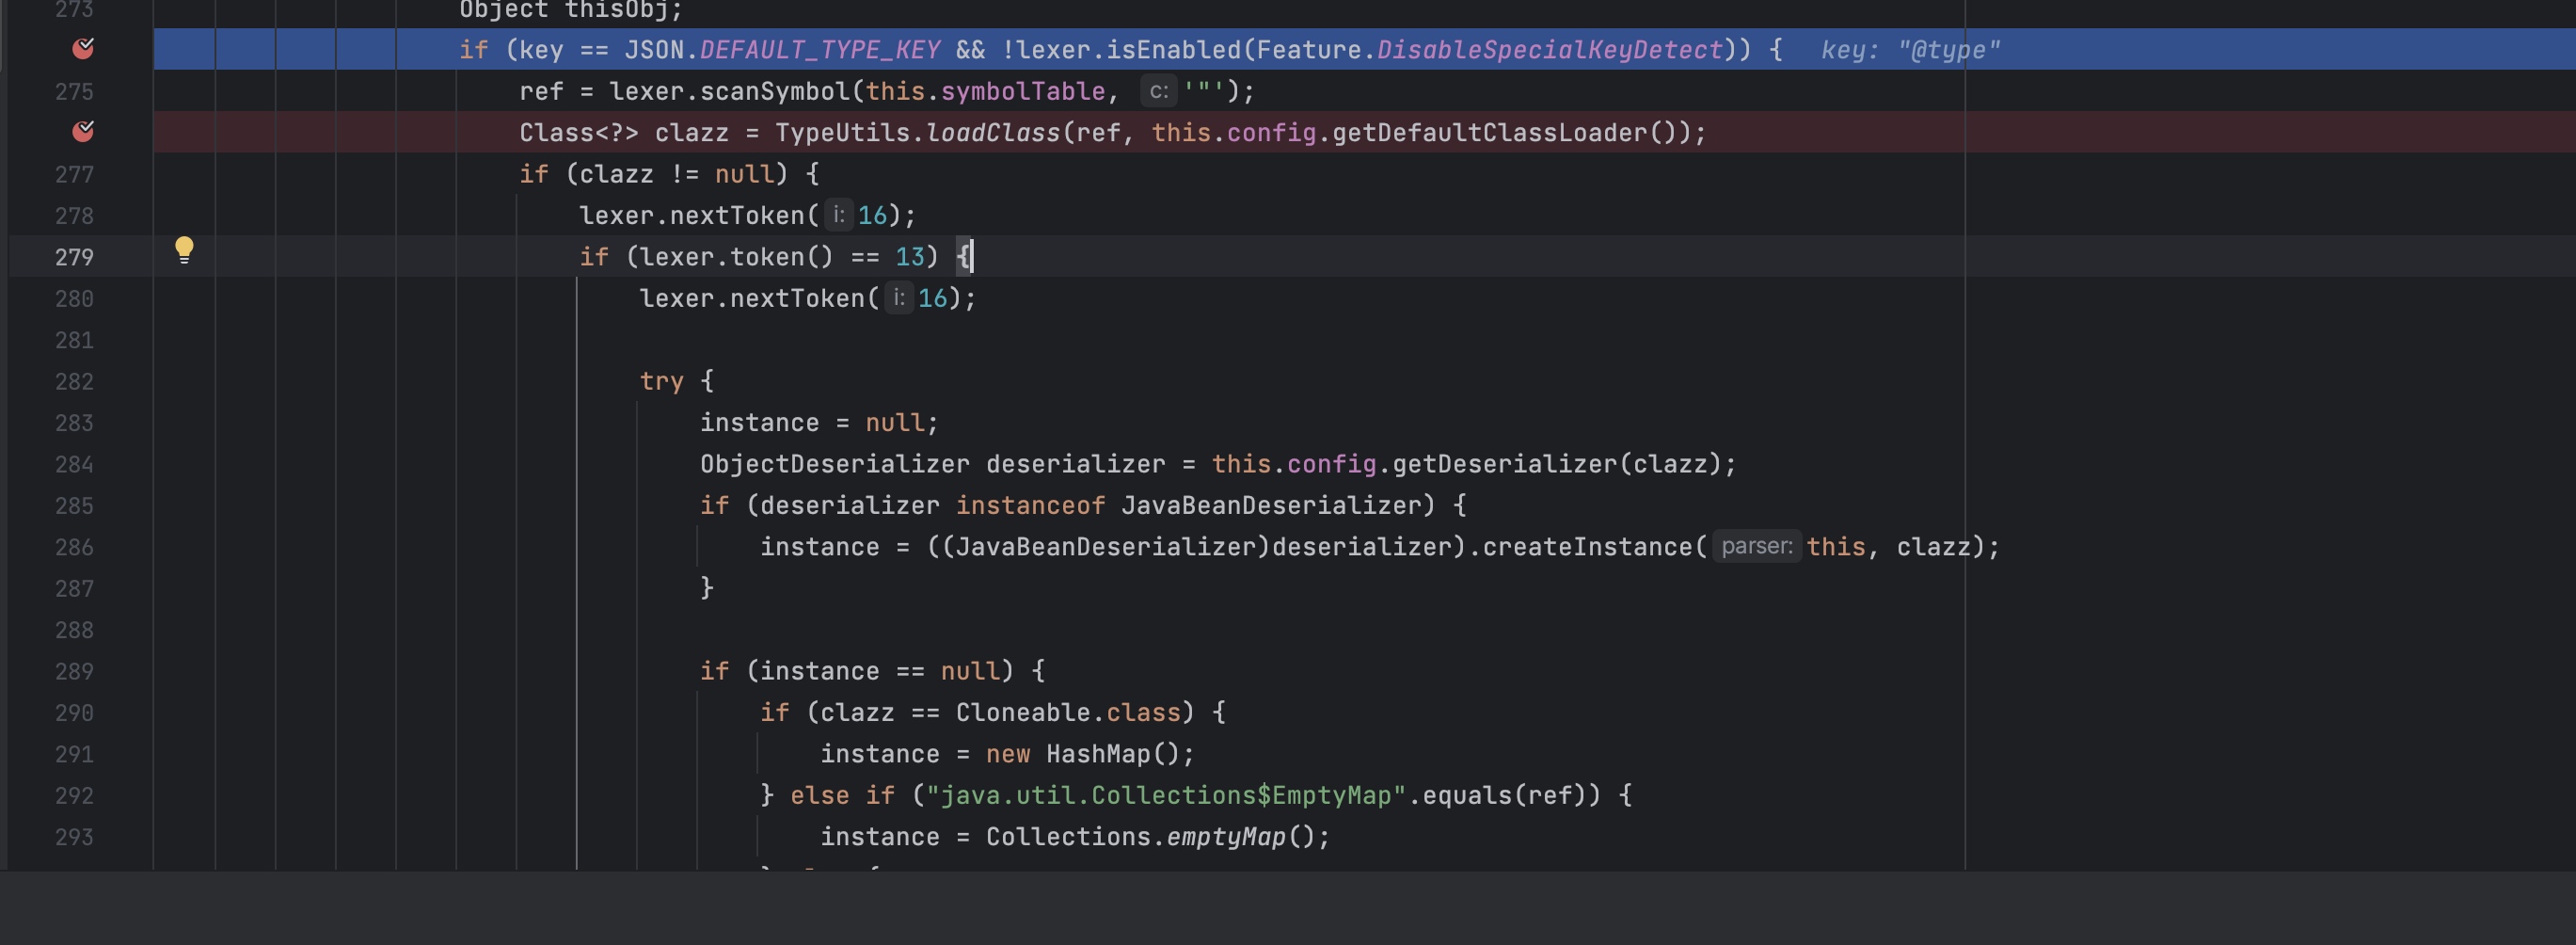 273 Object thisObj;
if (key == JSON.DEFAULT_TYPE_KEY && !lexer.isEnabled(Feature.DisableSpecialKeyDetect)) { key: "@type"
275 ref = lexer.scanSymbol(this.symbolTable, c: '"');
Class<?> clazz = TypeUtils.loadClass(ref, this.config.getDefaultClassLoader());
277 if (clazz != null) {
278 lexer.nextToken( i: 16);
279 if (lexer.token() == 13) {
280 lexer.nextToken( i: 16);
281
282 try {
283 instance = null;
284 ObjectDeserializer deserializer = this.config.getDeserializer(clazz);
285 if (deserializer instanceof JavaBeanDeserializer) {
286 instance = ((JavaBeanDeserializer)deserializer).createInstance( parser: this, clazz);
287 }
288
289 if (instance == null) {
290 if (clazz == Cloneable.class) {
291 instance = new HashMap();
292 } else if ("java.util.Collections$EmptyMap".equals(ref)) {
293 instance = Collections.emptyMap();